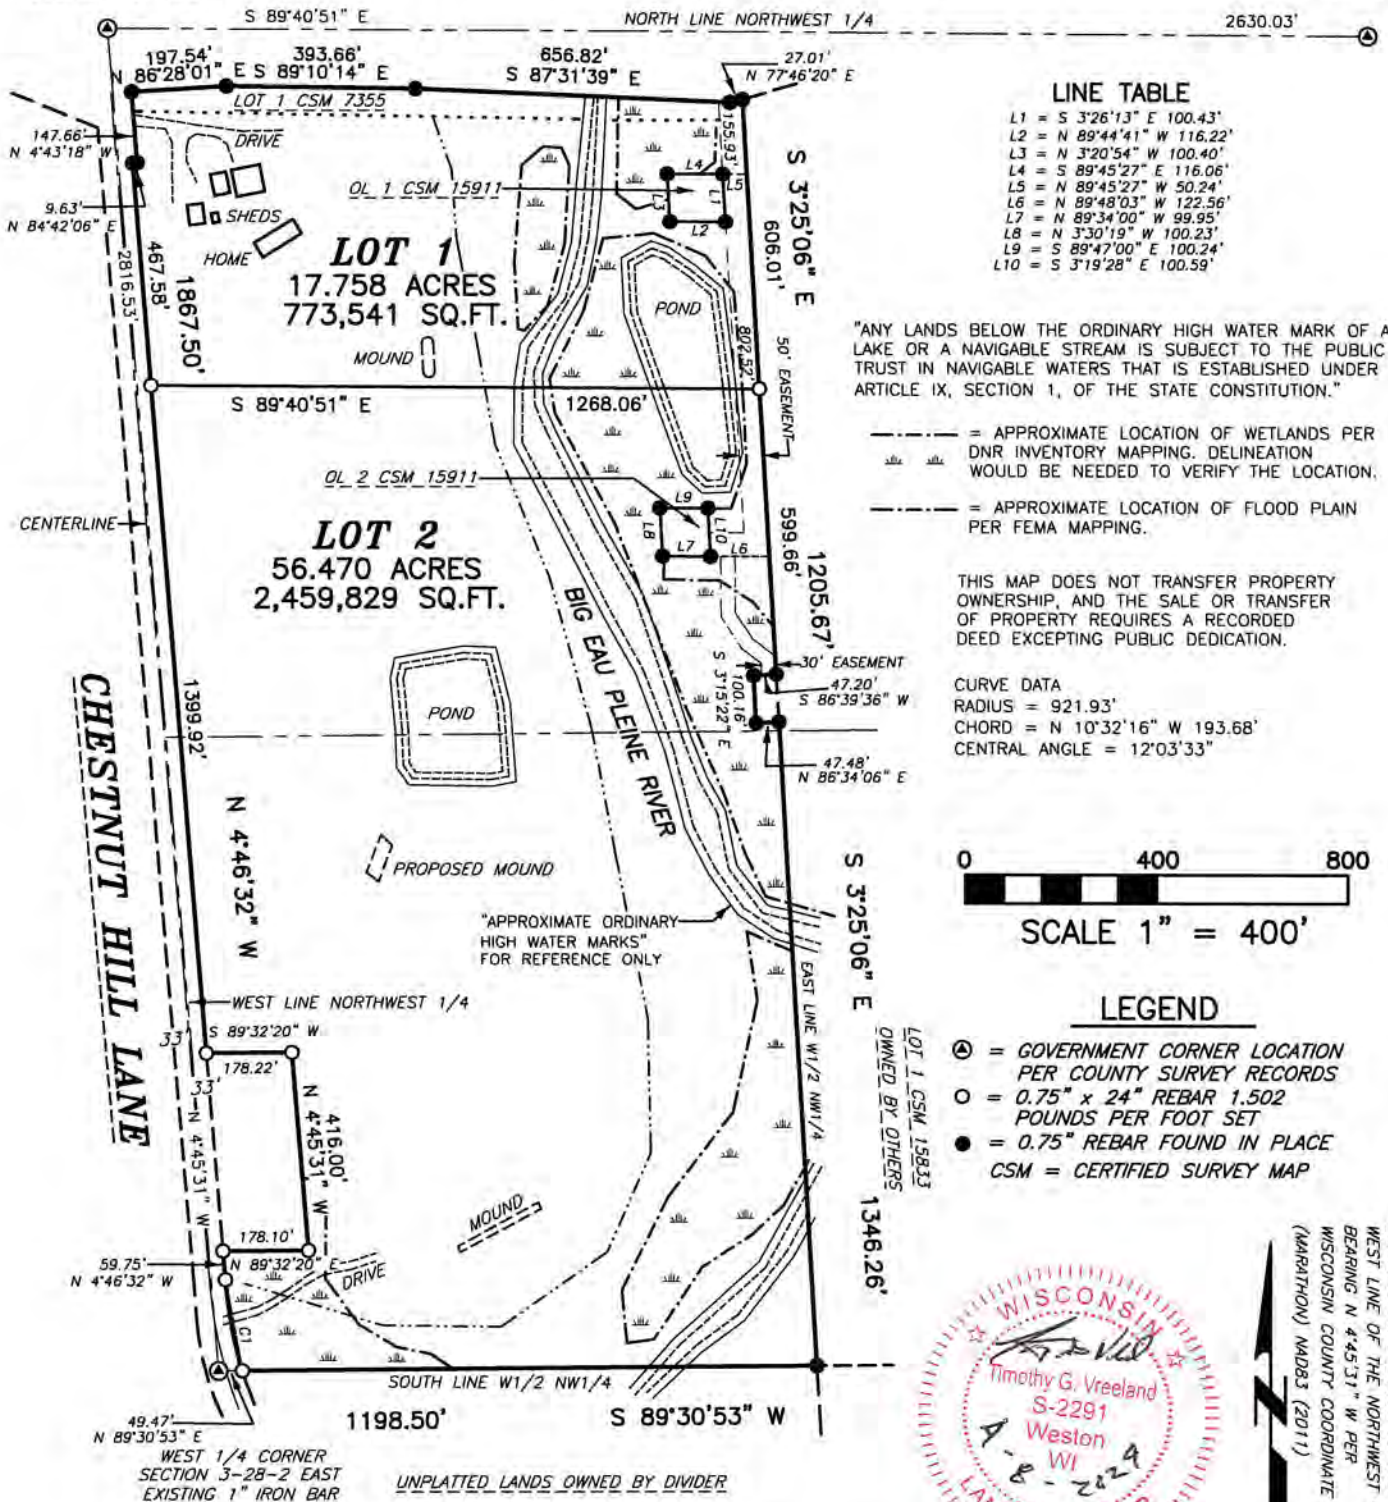 S 89°40'51" E
NORTH LINE NORTHWEST 1/4
2630.03'
197.54'
N 86°28'01" E
393.66'
S 89°10'14" E
656.82'
S 87°31'39" E
27.01'
N 77°46'20" E
LOT 1 CSM 7355
147.66'
N 4°43'18" W
DRIVE
9.63'
N 84°42'06" E
SHEDS
HOME
OL 1 CSM 15911
L4
L5
L3
L1
L2
155.93'
S 3°25'06" E
606.01'
LOT 1
17.758 ACRES
773,541 SQ.FT.
467.58'
2816.53'
1867.50'
MOUND
POND
802.52'
50' EASEMENT
S 89°40'51" E
1268.06'
OL 2 CSM 15911
CENTERLINE
L9
L8
L10
L7
L6
599.66'
1205.67'
LOT 2
56.470 ACRES
2,459,829 SQ.FT.
BIG EAU PLEINE RIVER
30' EASEMENT
47.20'
S 86°39'36" W
100.16'
S 3°15'22" E
47.48'
N 86°34'06" E
POND
1399.92'
N 4°46'32" W
CHESTNUT HILL LANE
PROPOSED MOUND
"APPROXIMATE ORDINARY
HIGH WATER MARKS"
FOR REFERENCE ONLY
S 3°25'06" E
EAST LINE W1/2 NW1/4
WEST LINE NORTHWEST 1/4
33'
S 89°32'20" W
178.22'
33'
N 4°45'31" W
416.00'
N 4°45'31" W
LOT 1 CSM 15833
OWNED BY OTHERS
1346.26'
178.10'
N 89°32'20" E
59.75'
N 4°46'32" W
MOUND
DRIVE
C1
SOUTH LINE W1/2 NW1/4
1198.50'
S 89°30'53" W
49.47'
N 89°30'53" E
WEST 1/4 CORNER
SECTION 3-28-2 EAST
EXISTING 1" IRON BAR
UNPLATTED LANDS OWNED BY DIVIDER
LINE TABLE
L1 = S 3°26'13" E 100.43'
L2 = N 89°44'41" W 116.22'
L3 = N 3°20'54" W 100.40'
L4 = S 89°45'27" E 116.06'
L5 = N 89°45'27" W 50.24'
L6 = N 89°48'03" W 122.56'
L7 = N 89°34'00" W 99.95'
L8 = N 3°30'19" W 100.23'
L9 = S 89°47'00" E 100.24'
L10 = S 3°19'28" E 100.59'
"ANY LANDS BELOW THE ORDINARY HIGH WATER MARK OF A
LAKE OR A NAVIGABLE STREAM IS SUBJECT TO THE PUBLIC
TRUST IN NAVIGABLE WATERS THAT IS ESTABLISHED UNDER
ARTICLE IX, SECTION 1, OF THE STATE CONSTITUTION."
= APPROXIMATE LOCATION OF WETLANDS PER
DNR INVENTORY MAPPING. DELINEATION
WOULD BE NEEDED TO VERIFY THE LOCATION.
= APPROXIMATE LOCATION OF FLOOD PLAIN
PER FEMA MAPPING.
THIS MAP DOES NOT TRANSFER PROPERTY
OWNERSHIP, AND THE SALE OR TRANSFER
OF PROPERTY REQUIRES A RECORDED
DEED EXCEPTING PUBLIC DEDICATION.
CURVE DATA
RADIUS = 921.93'
CHORD = N 10°32'16" W 193.68'
CENTRAL ANGLE = 12°03'33"
0 400 800
SCALE 1" = 400'
LEGEND
= GOVERNMENT CORNER LOCATION
PER COUNTY SURVEY RECORDS
= 0.75" x 24" REBAR 1.502
POUNDS PER FOOT SET
= 0.75" REBAR FOUND IN PLACE
CSM = CERTIFIED SURVEY MAP
WISCONSIN
Timothy G. Vreeland
S-2291
Weston
WI
WEST LINE OF THE NORTHWEST
BEARING N 4°45'31" W PER
WISCONSIN COUNTY COORDINATE
(MARATHON) NAD83 (2011)
N